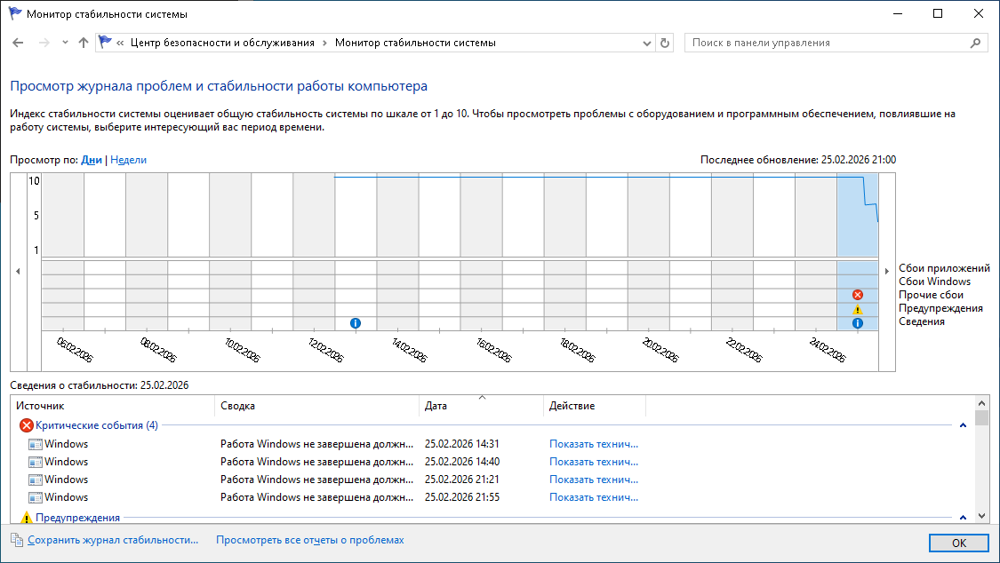 Монитор стабильности системы
« Центр безопасности и обслуживания › Монитор стабильности системы
Поиск в панели управления
Просмотр журнала проблем и стабильности работы компьютера
Индекс стабильности системы оценивает общую стабильность системы по шкале от 1 до 10. Чтобы просмотреть проблемы с оборудованием и программным обеспечением, повлиявшие на
работу системы, выберите интересующий вас период времени.
Просмотр по: Дни | Недели
Последнее обновление: 25.02.2026 21:00
10
5
1
Сбои приложений
Сбои Windows
Прочие сбои
Предупреждения
Сведения
06.02.2026
08.02.2026
10.02.2026
12.02.2026
14.02.2026
16.02.2026
18.02.2026
20.02.2026
22.02.2026
24.02.2026
Сведения о стабильности: 25.02.2026
Источник Сводка Дата Действие
Критические события (4)
Windows Работа Windows не завершена должн... 25.02.2026 14:31 Показать технич...
Windows Работа Windows не завершена должн... 25.02.2026 14:40 Показать технич...
Windows Работа Windows не завершена должн... 25.02.2026 21:21 Показать технич...
Windows Работа Windows не завершена должн... 25.02.2026 21:55 Показать технич...
Предупреждения
Сохранить журнал стабильности... Просмотреть все отчеты о проблемах
OK